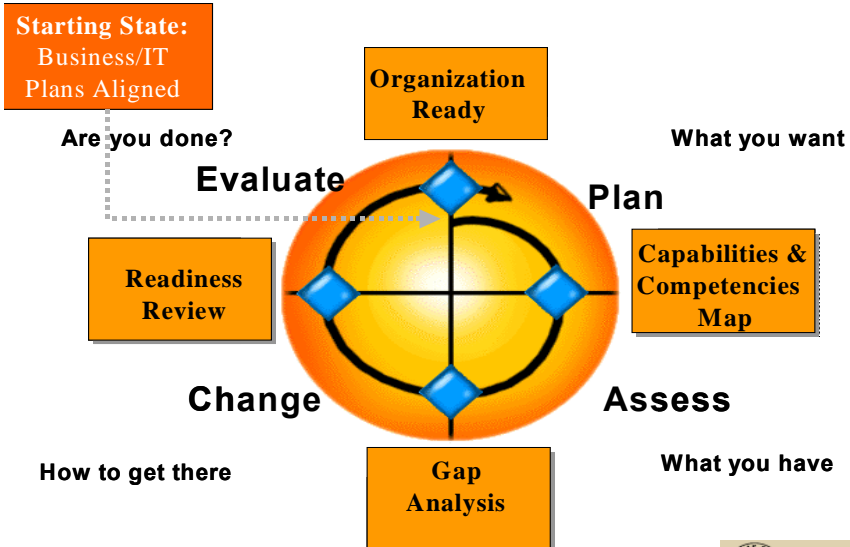 Starting State:
Business/IT
Plans Aligned
Organization
Ready
Are you done?
What you want
Evaluate
Plan
Readiness
Review
Capabilities &
Competencies
Map
Change
Assess
How to get there
Gap
Analysis
What you have